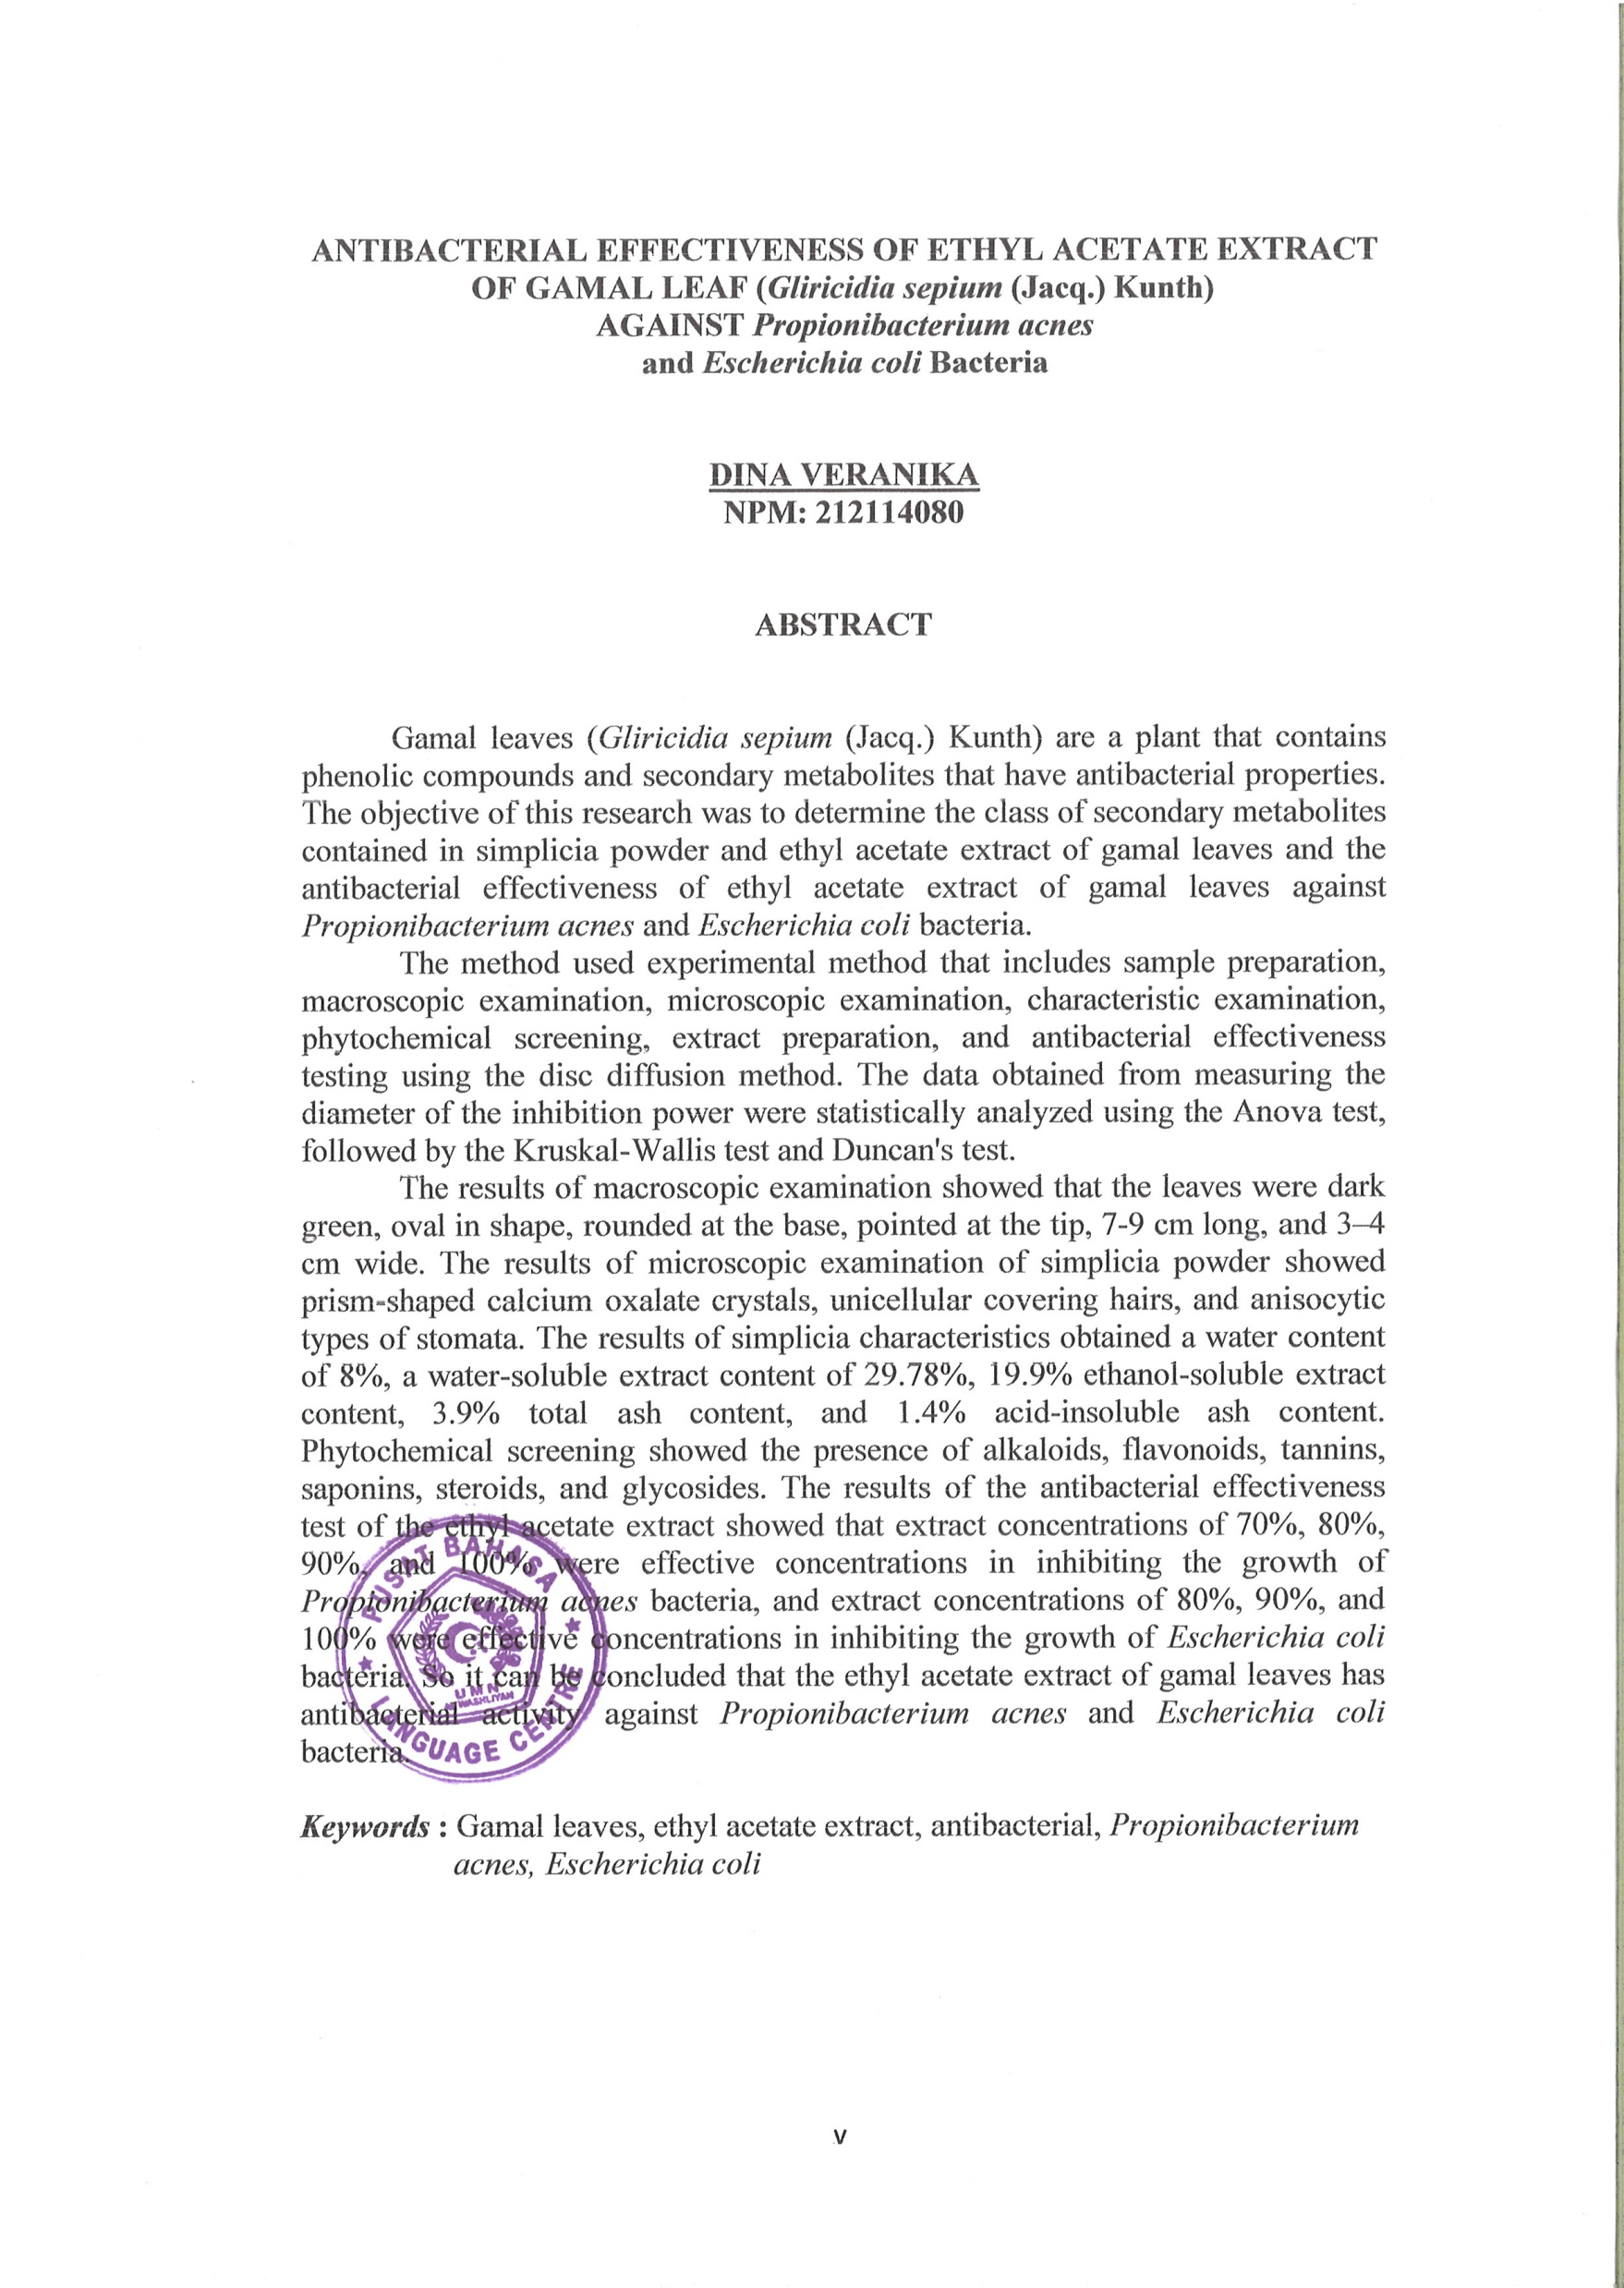 ANTIBACTERIAL EFFECTIVENESS OF ETHYL ACETATE EXTRACT
OF GAMAL LEAF (Gliricidia sepium (Jacq.) Kunth)
AGAINST Propionibacterium acnes
and Escherichia coli Bacteria
DINA VERANIKA
NPM: 212114080
ABSTRACT
Gamal leaves (Gliricidia sepium (Jacq.) Kunth) are a plant that contains
phenolic compounds and secondary metabolites that have antibacterial properties.
The objective of this research was to determine the class of secondary metabolites
contained in simplicia powder and ethyl acetate extract of gamal leaves and the
antibacterial effectiveness of ethyl acetate extract of gamal leaves against
Propionibacterium acnes and Escherichia coli bacteria.
The method used experimental method that includes sample preparation,
macroscopic examination, microscopic examination, characteristic examination,
phytochemical screening, extract preparation, and antibacterial effectiveness
testing using the disc diffusion method. The data obtained from measuring the
diameter of the inhibition power were statistically analyzed using the Anova test,
followed by the Kruskal-Wallis test and Duncan's test.
The results of macroscopic examination showed that the leaves were dark
green, oval in shape, rounded at the base, pointed at the tip, 7-9 cm long, and 3–4
cm wide. The results of microscopic examination of simplicia powder showed
prism-shaped calcium oxalate crystals, unicellular covering hairs, and anisocytic
types of stomata. The results of simplicia characteristics obtained a water content
of 8%, a water-soluble extract content of 29.78%, 19.9% ethanol-soluble extract
content, 3.9% total ash content, and 1.4% acid-insoluble ash content.
Phytochemical screening showed the presence of alkaloids, flavonoids, tannins,
saponins, steroids, and glycosides. The results of the antibacterial effectiveness
test of the ethyl acetate extract showed that extract concentrations of 70%, 80%,
90%, and 100% were effective concentrations in inhibiting the growth of
Propionibacterium acnes bacteria, and extract concentrations of 80%, 90%, and
100% were effective concentrations in inhibiting the growth of Escherichia coli
bacteria. So it can be concluded that the ethyl acetate extract of gamal leaves has
antibacterial activity against Propionibacterium acnes and Escherichia coli
bacteria.
PUSAT BAHASA
UMN
AL WASHLIYAH
LANGUAGE CENTRE
Keywords : Gamal leaves, ethyl acetate extract, antibacterial, Propionibacterium
acnes, Escherichia coli
v